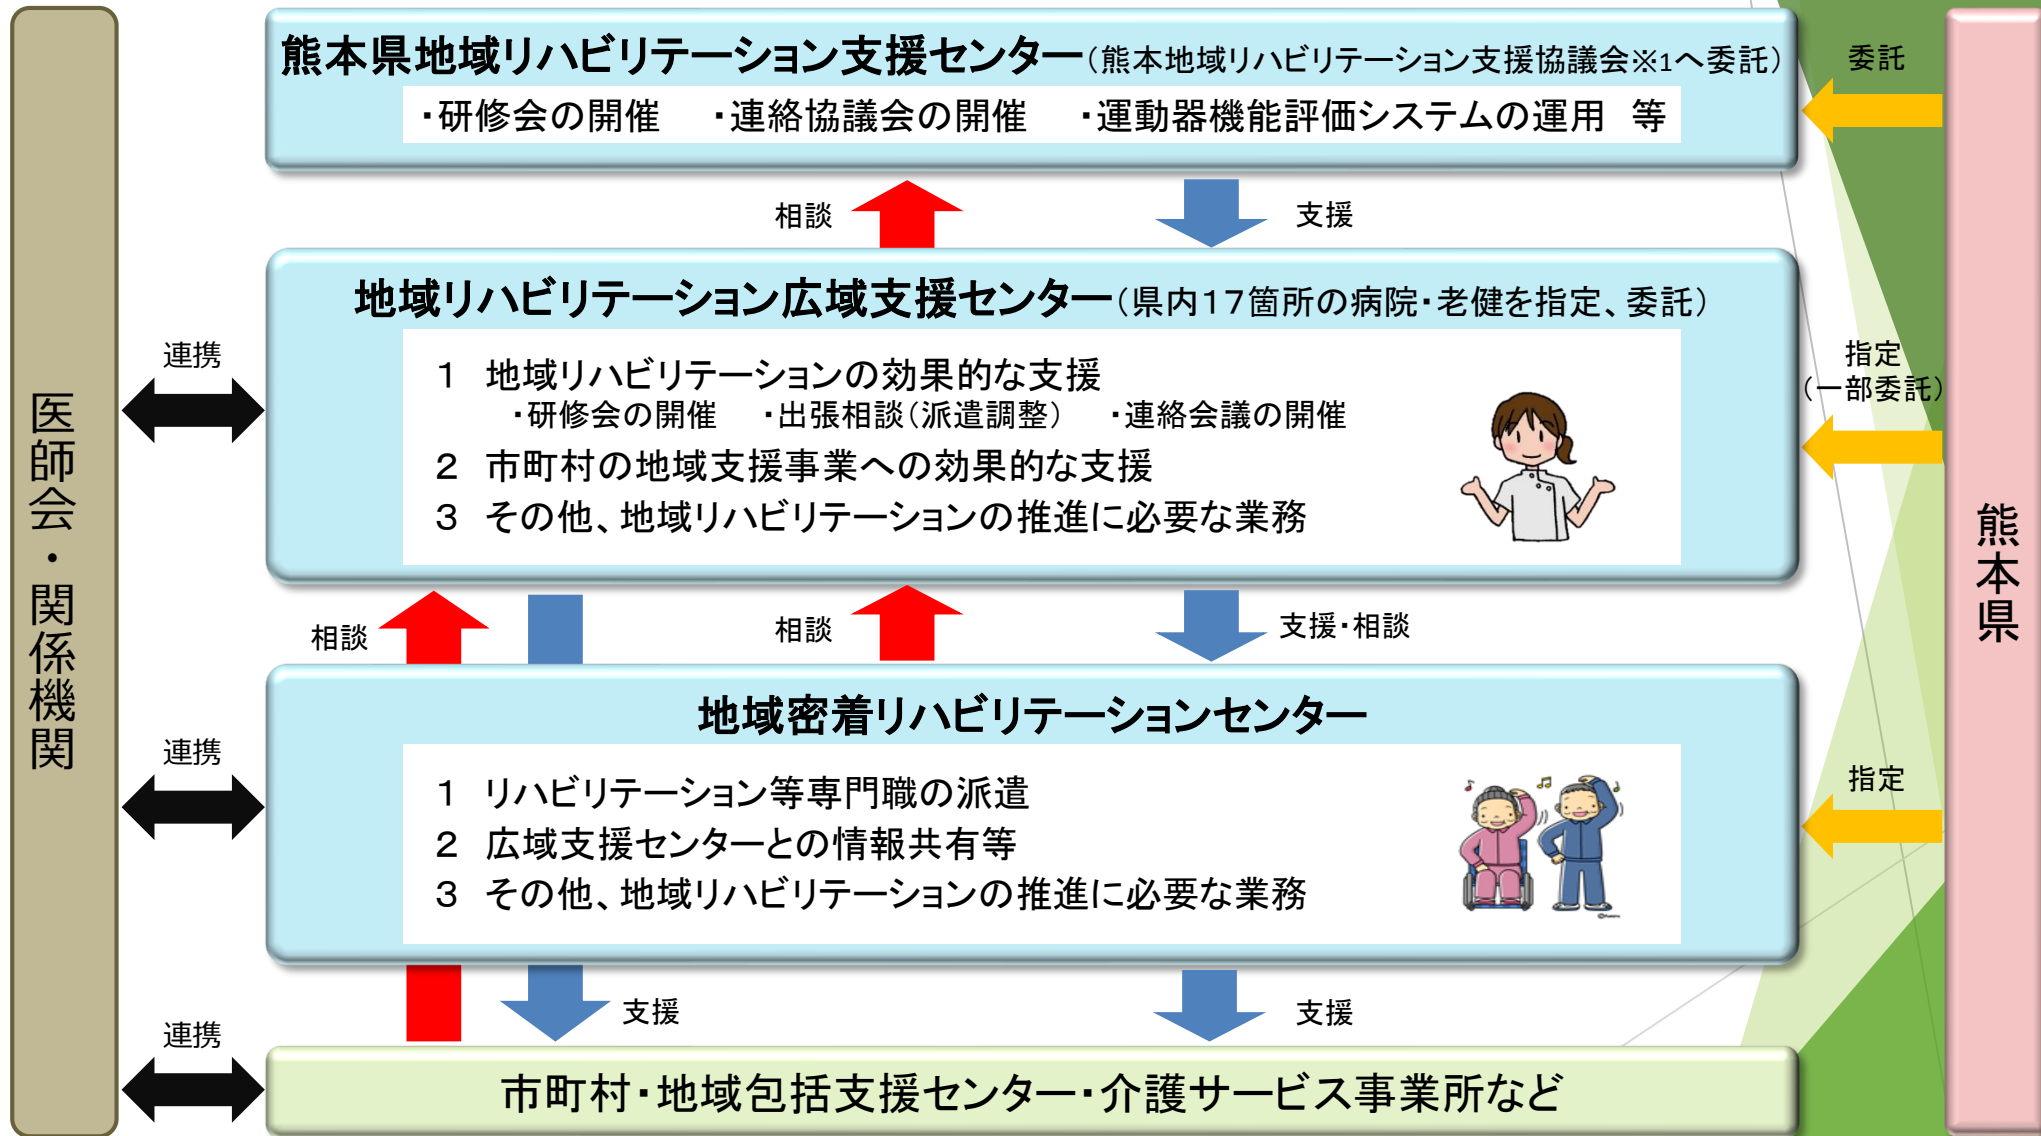 熊本県地域リハビリテーション支援センター(熊本地域リハビリテーション支援協議会※1へ委託)
・研修会の開催　・連絡協議会の開催　・運動器機能評価システムの運用　等
委託
相談
支援
地域リハビリテーション広域支援センター(県内17箇所の病院・老健を指定、委託)
1　地域リハビリテーションの効果的な支援
・研修会の開催　・出張相談(派遣調整)　・連絡会議の開催
2　市町村の地域支援事業への効果的な支援
3　その他、地域リハビリテーションの推進に必要な業務
連携
指定
(一部委託)
相談
相談
支援・相談
地域密着リハビリテーションセンター
1　リハビリテーション等専門職の派遣
2　広域支援センターとの情報共有等
3　その他、地域リハビリテーションの推進に必要な業務
連携
指定
支援
支援
連携
市町村・地域包括支援センター・介護サービス事業所など
医師会・関係機関
熊本県